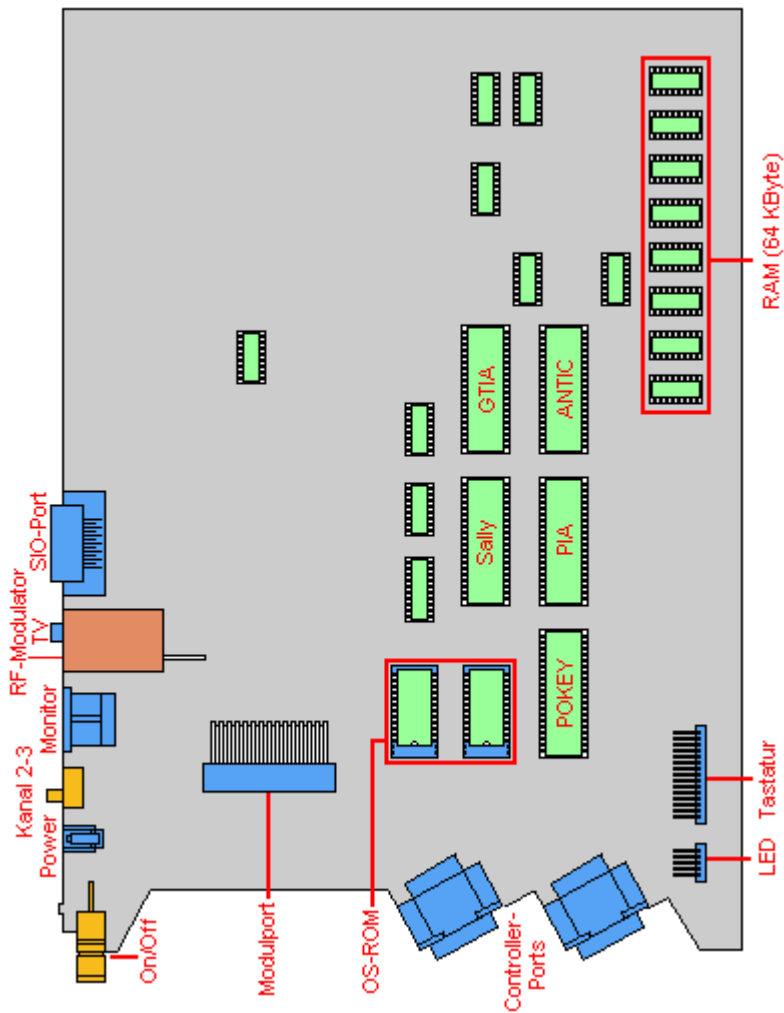 SIO-Port
RF-Modulator
TV
Monitor
Kanal 2-3
Power
On/Off
Modulport
OS-ROM
Controller-
Ports
LED
Tastatur
RAM (64 KByte)
GTIA
ANTIC
Sally
PIA
POKEY